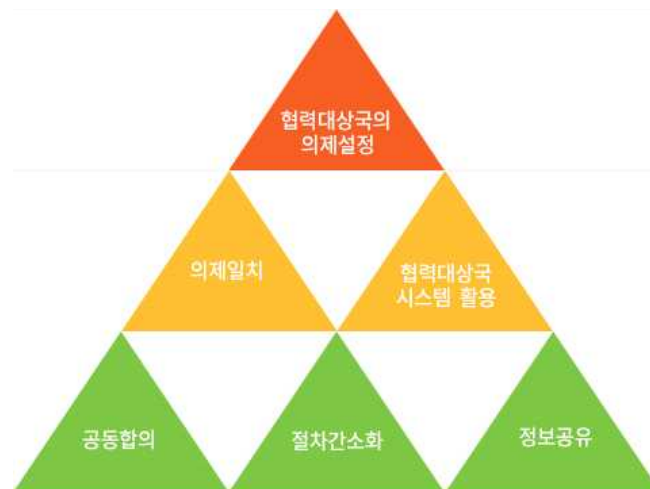 협력대상국의
의제설정
의제일치
협력대상국
시스템 활용
공동합의
절차간소화
정보공유